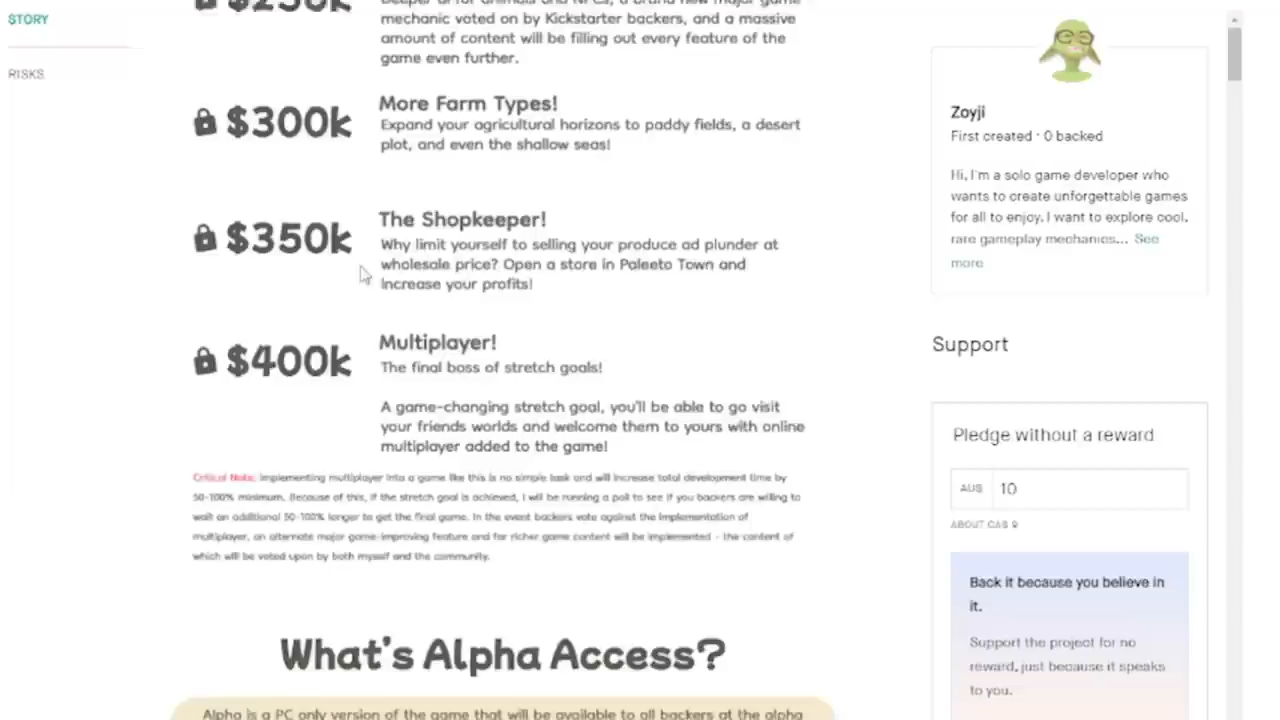 STORY
RISKS
$250k
Deeper AI for animals and NPCs, a brand new major game
mechanic voted on by Kickstarter backers, and a massive
amount of content will be filling out every feature of the
game even further.
$300k
More Farm Types!
Expand your agricultural horizons to paddy fields, a desert
plot, and even the shallow seas!
$350k
The Shopkeeper!
Why limit yourself to selling your produce ad plunder at
wholesale price? Open a store in Paleeto Town and
increase your profits!
$400k
Multiplayer!
The final boss of stretch goals!
A game-changing stretch goal, you'll be able to go visit
your friends worlds and welcome them to yours with online
multiplayer added to the game!
Critical Note: Implementing multiplayer into a game like this is no simple task and will increase total development time by
50-100% minimum. Because of this, if the stretch goal is achieved, I will be running a poll to see if you backers are willing to
wait an additional 50-100% longer to get the final game. In the event backers vote against the implementation of
multiplayer, an alternate major game-improving feature and far richer game content will be implemented - the content of
which will be voted upon by both myself and the community.
What's Alpha Access?
Alpha is a PC only version of the game that will be available to all backers at the alpha
Zoyji
First created · 0 backed
Hi, I'm a solo game developer who
wants to create unforgettable games
for all to enjoy. I want to explore cool,
rare gameplay mechanics... See
more
Support
Pledge without a reward
AU$ 10
ABOUT CA$ 9
Back it because you believe in
it.
Support the project for no
reward, just because it speaks
to you.